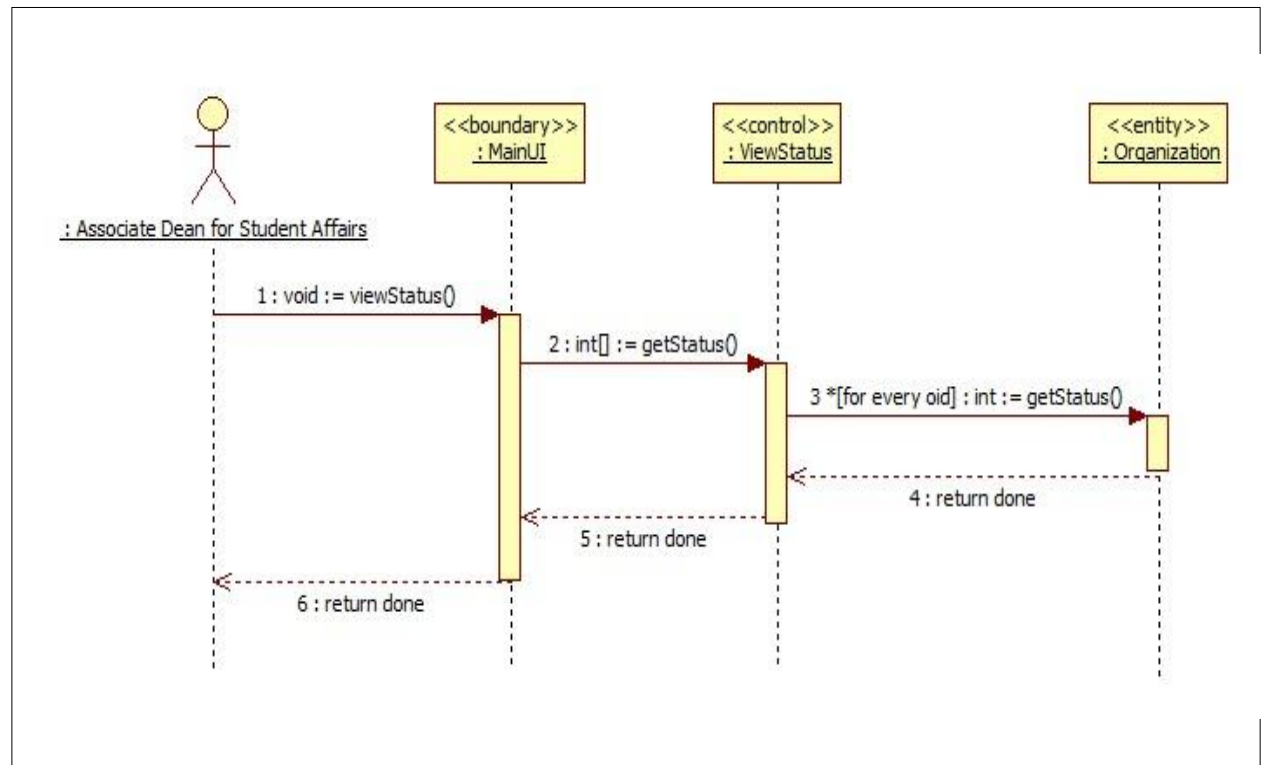 <<boundary>>
: MainUI
<<control>>
: ViewStatus
<<entity>>
: Organization
: Associate Dean for Student Affairs
1 : void := viewStatus()
2 : int[] := getStatus()
3 *[for every oid] : int := getStatus()
4 : return done
5 : return done
6 : return done